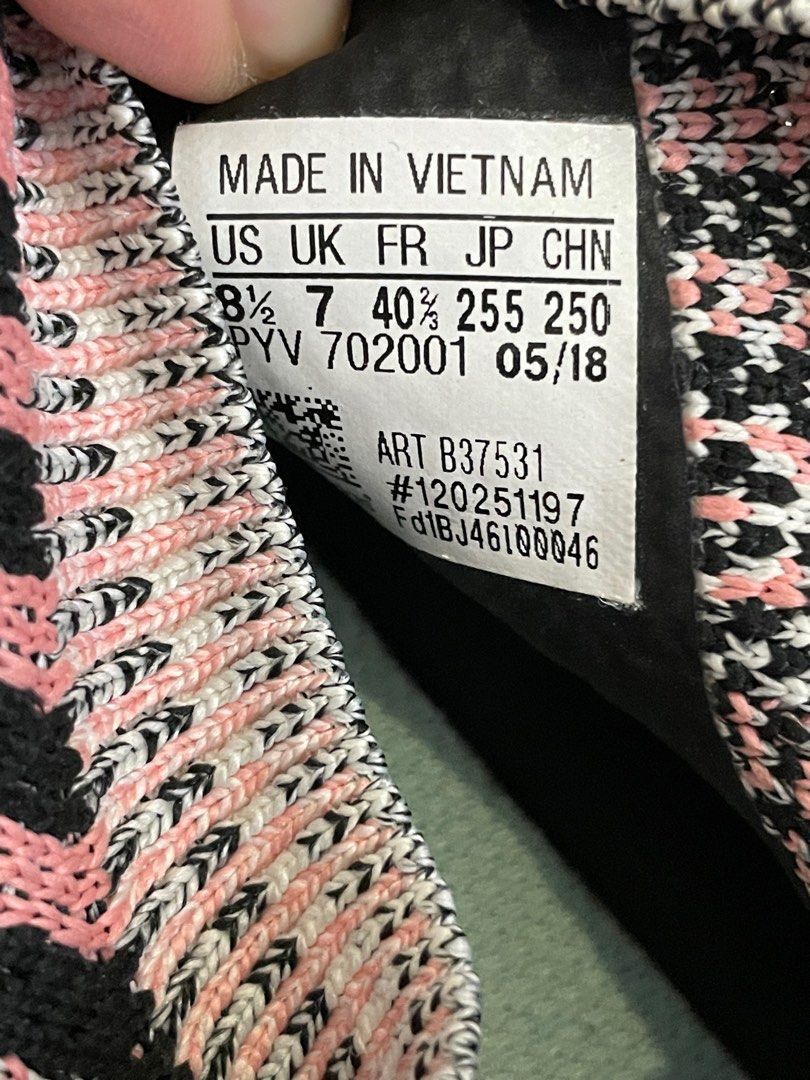 MADE IN VIETNAM
US UK FR JP CHN
8½ 7 40⅔ 255 250
PYV 702001 05/18
ART B37531
#120251197
Fd1BJ46100046